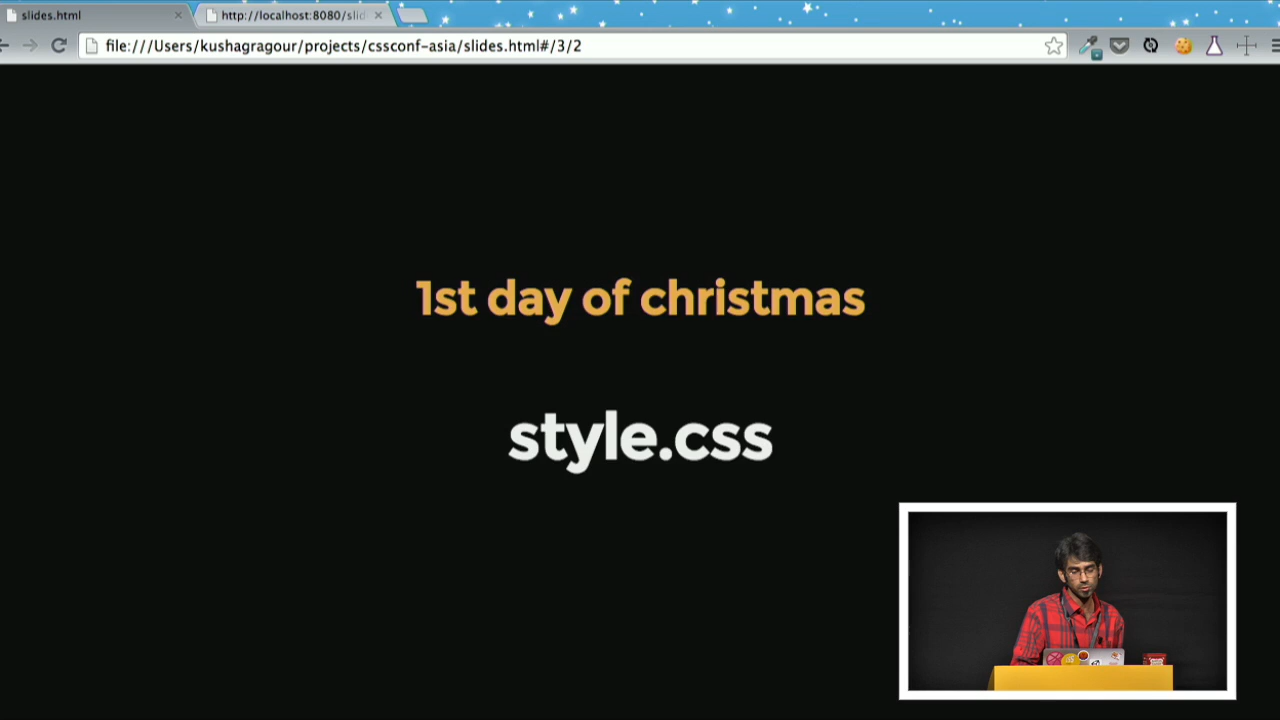 slides.html
http://localhost:8080/slid
file:///Users/kushagragour/projects/cssconf-asia/slides.html#/3/2
1st day of christmas
style.css